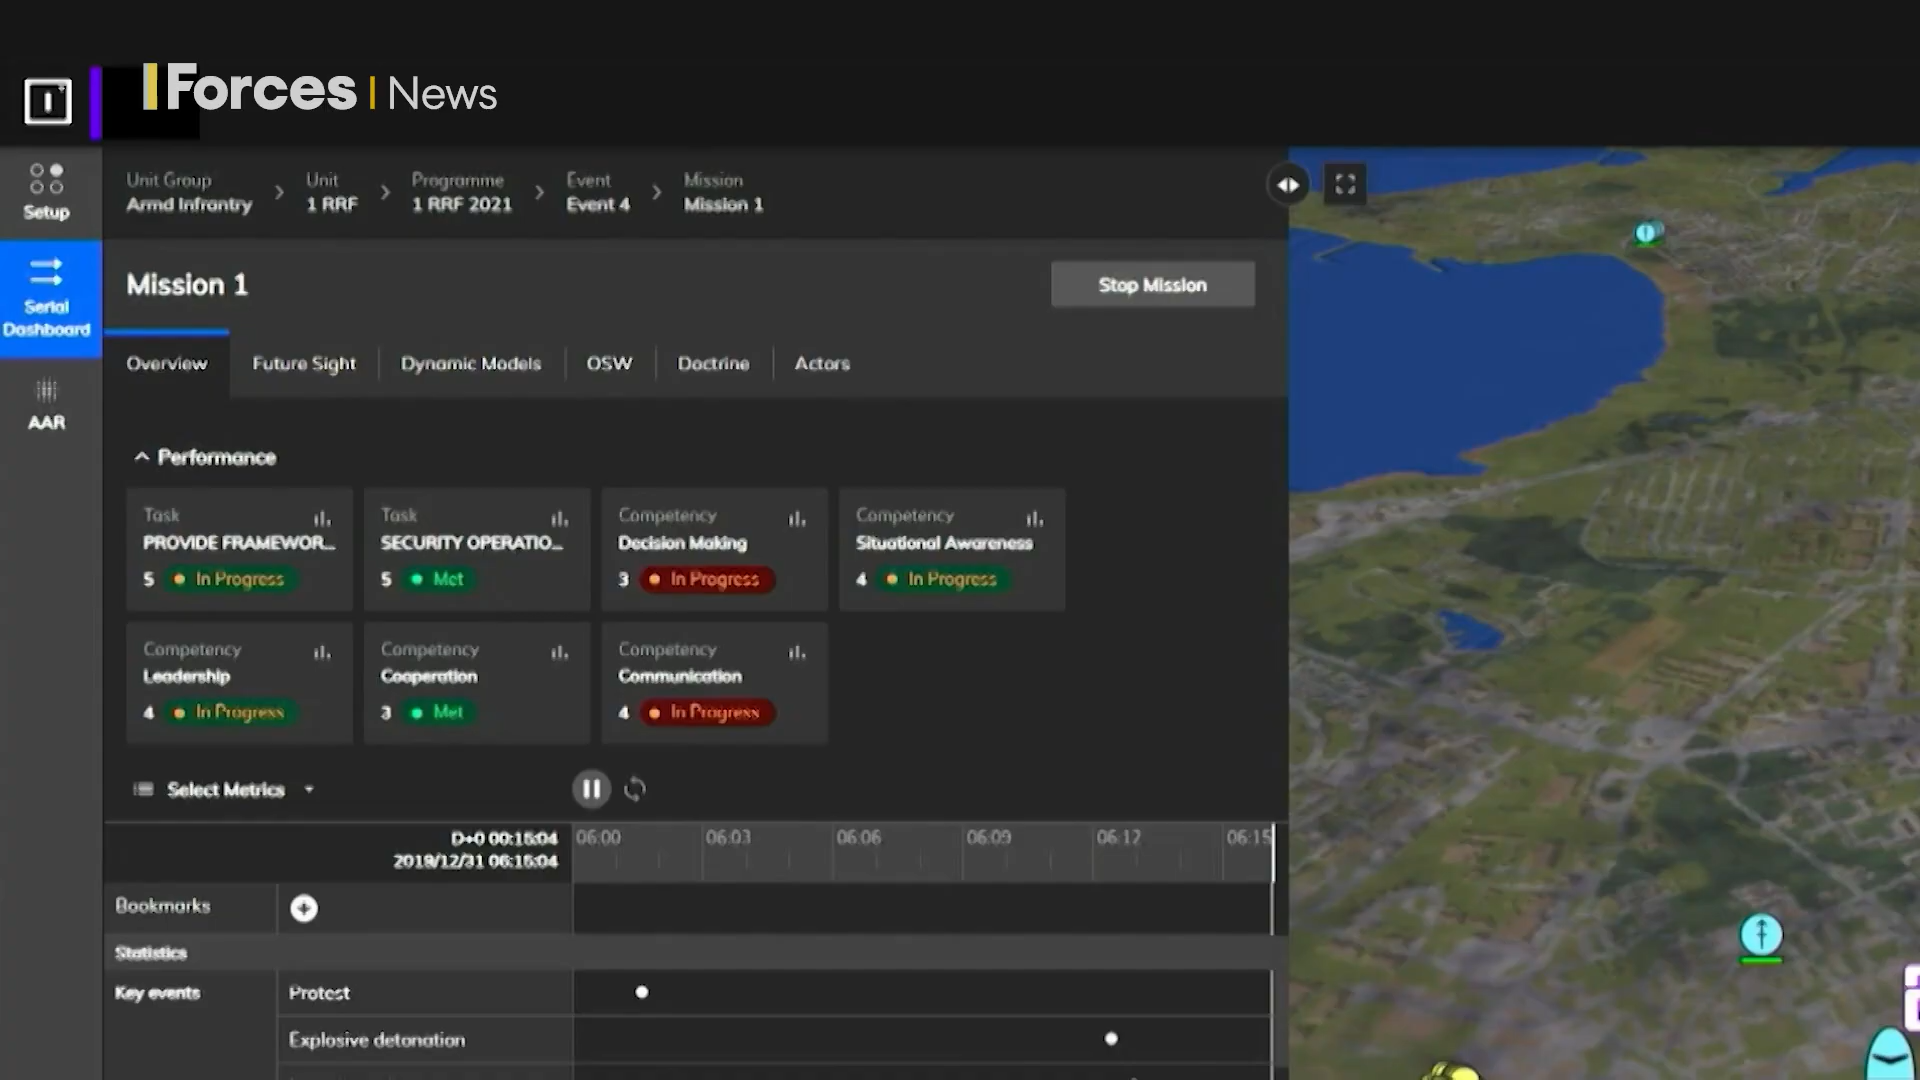 Forces | News
Setup
Serial
Dashboard
AAR
Unit Group
Armd Infrantry
Unit
1 RRF
Programme
1 RRF 2021
Event
Event 4
Mission
Mission 1
Mission 1
Stop Mission
Overview
Future Sight
Dynamic Models
OSW
Doctrine
Actors
Performance
Task
PROVIDE FRAMEWOR...
5 In Progress
Task
SECURITY OPERATIO...
5 Met
Competency
Decision Making
3 In Progress
Competency
Situational Awareness
4 In Progress
Competency
Leadership
4 In Progress
Competency
Cooperation
3 Met
Competency
Communication
4 In Progress
Select Metrics
D+0 00:15:04
2019/12/31 06:15:04
06:00 06:03 06:06 06:09 06:12 06:15
Bookmarks
Statistics
Key events
Protest
Explosive detonation